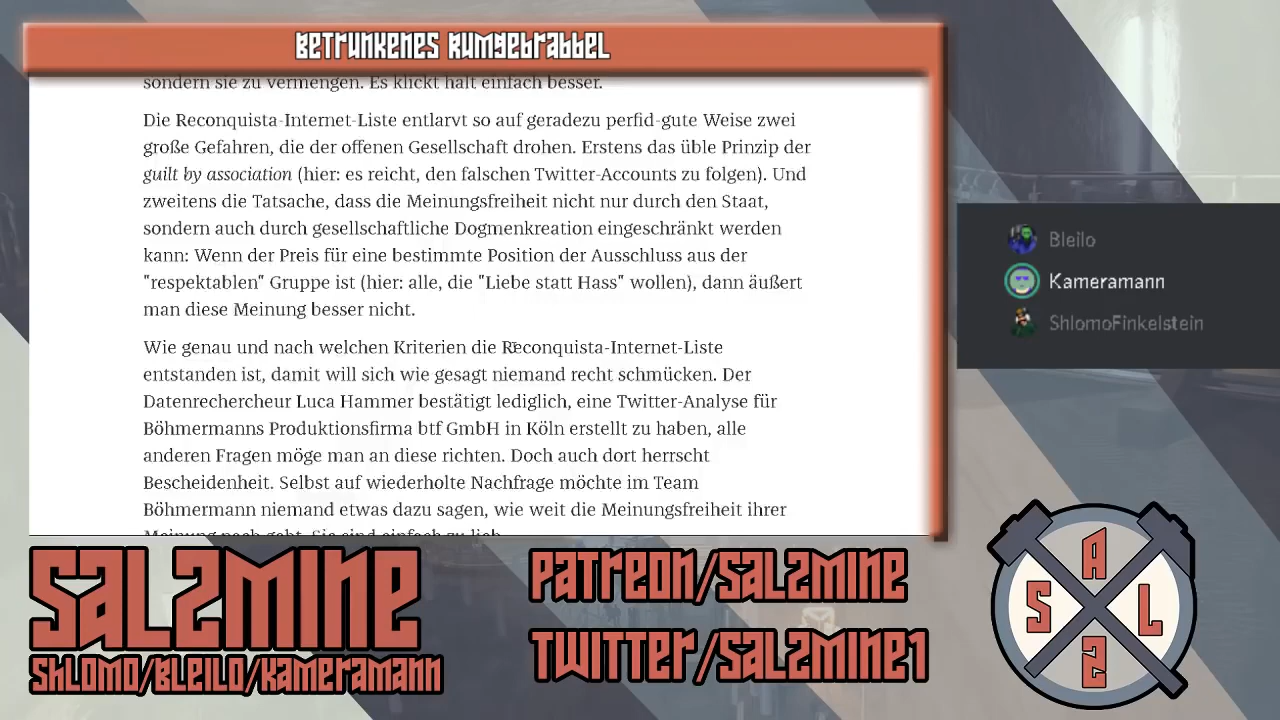 BETRUNKENES RUMGEBRABBEL
sondern sie zu vermengen. Es klickt halt einfach besser.
Die Reconquista-Internet-Liste entlarvt so auf geradezu perfid-gute Weise zwei
große Gefahren, die der offenen Gesellschaft drohen. Erstens das üble Prinzip der
guilt by association (hier: es reicht, den falschen Twitter-Accounts zu folgen). Und
zweitens die Tatsache, dass die Meinungsfreiheit nicht nur durch den Staat,
sondern auch durch gesellschaftliche Dogmenkreation eingeschränkt werden
kann: Wenn der Preis für eine bestimmte Position der Ausschluss aus der
"respektablen" Gruppe ist (hier: alle, die "Liebe statt Hass" wollen), dann äußert
man diese Meinung besser nicht.
Wie genau und nach welchen Kriterien die Reconquista-Internet-Liste
entstanden ist, damit will sich wie gesagt niemand recht schmücken. Der
Datenrechercheur Luca Hammer bestätigt lediglich, eine Twitter-Analyse für
Böhmermanns Produktionsfirma btf GmbH in Köln erstellt zu haben, alle
anderen Fragen möge man an diese richten. Doch auch dort herrscht
Bescheidenheit. Selbst auf wiederholte Nachfrage möchte im Team
Böhmermann niemand etwas dazu sagen, wie weit die Meinungsfreiheit ihrer
Meinung nach geht. Sie sind einfach zu lieb.
Bleilo
Kameramann
ShlomoFinkelstein
SALZMINE
SHLOMO/BLEILO/KAMERAMANN
PATREON/SALZMINE
TWITTER/SALZMINE1
A
S L
Z